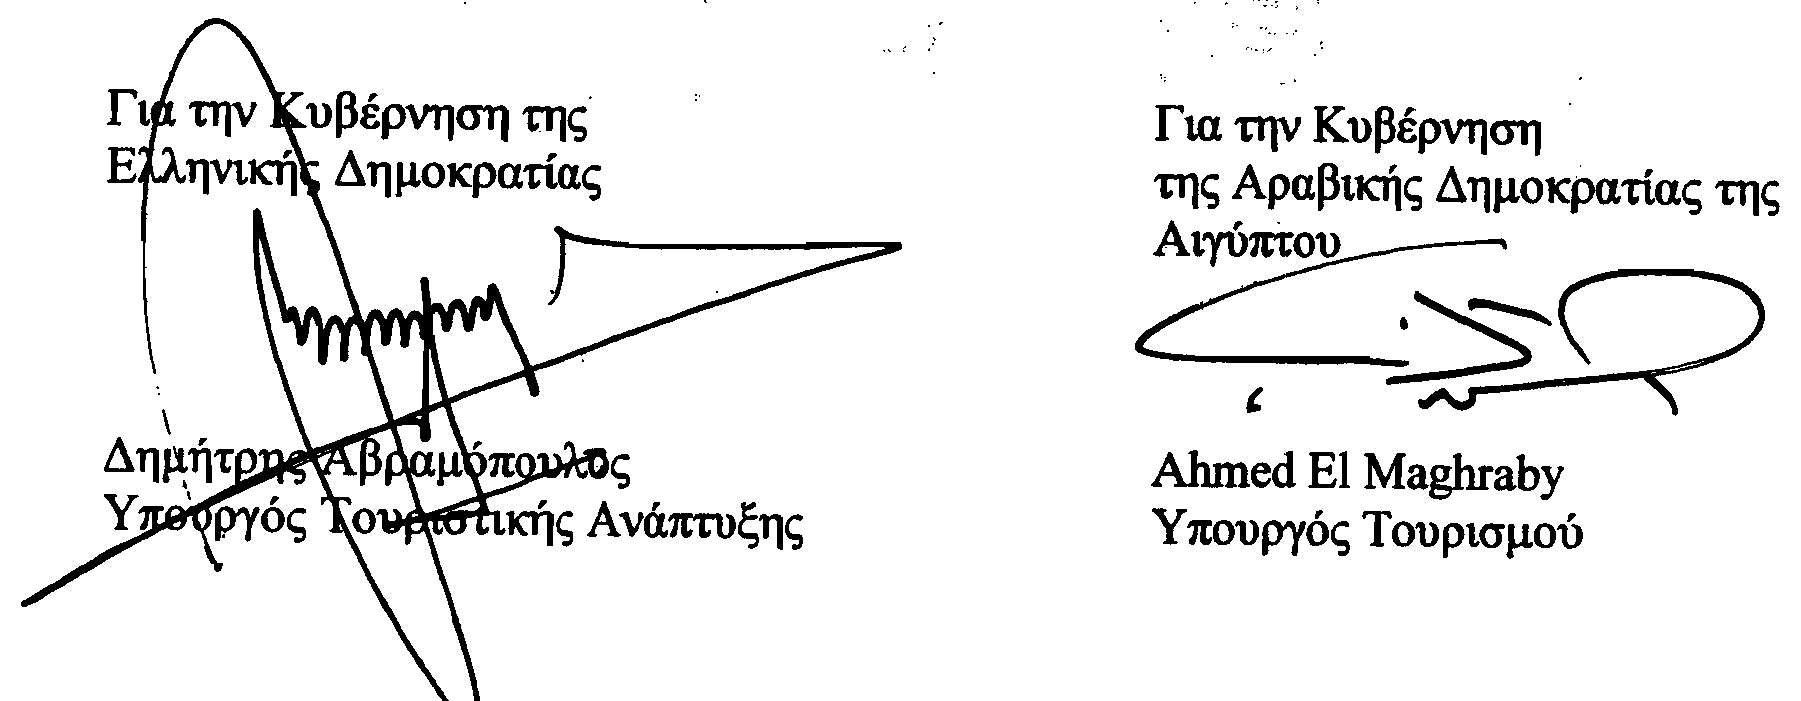 Για την Κυβέρνηση της
Ελληνικής Δημοκρατίας
Δημήτρης Αβραμόπουλος
Υπουργός Τουριστικής Ανάπτυξης
Για την Κυβέρνηση
της Αραβικής Δημοκρατίας της
Αιγύπτου
Ahmed El Maghraby
Υπουργός Τουρισμού